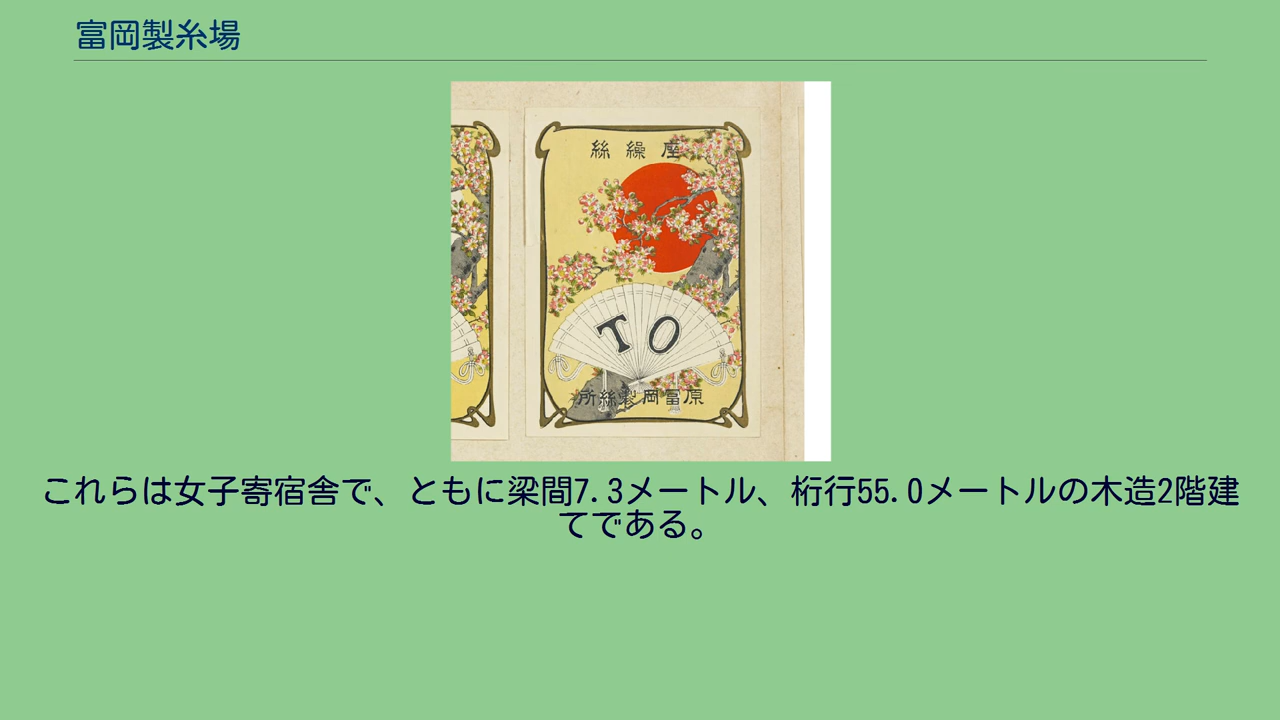 富岡製糸場
絲繰座
TO
所絲製岡冨原
これらは女子寄宿舎で、ともに梁間7.3メートル、桁行55.0メートルの木造2階建
てである。